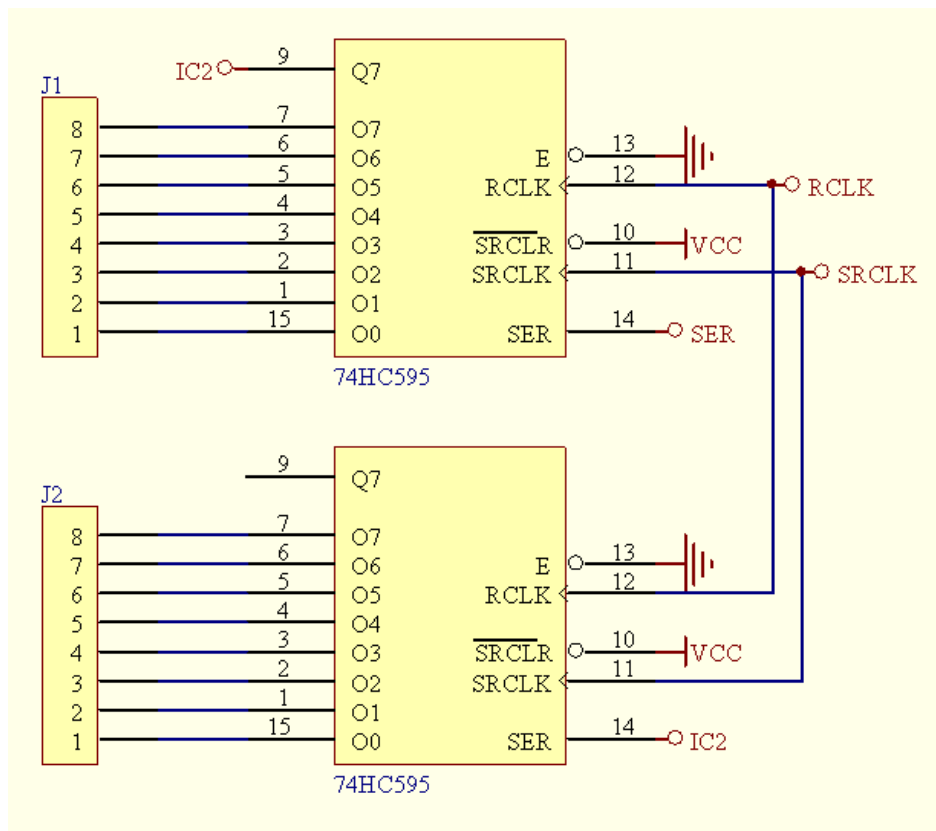 IC2 9 Q7
J1
8 7 O7
7 6 O6 E 13
6 5 O5 RCLK 12 RCLK
5 4 O4
4 3 O3 SRCLR 10 VCC
3 2 O2 SRCLK 11 SRCLK
2 1 O1
1 15 O0 SER 14 SER
74HC595
9 Q7
J2
8 7 O7
7 6 O6 E 13
6 5 O5 RCLK 12
5 4 O4
4 3 O3 SRCLR 10 VCC
3 2 O2 SRCLK 11
2 1 O1
1 15 O0 SER 14 IC2
74HC595